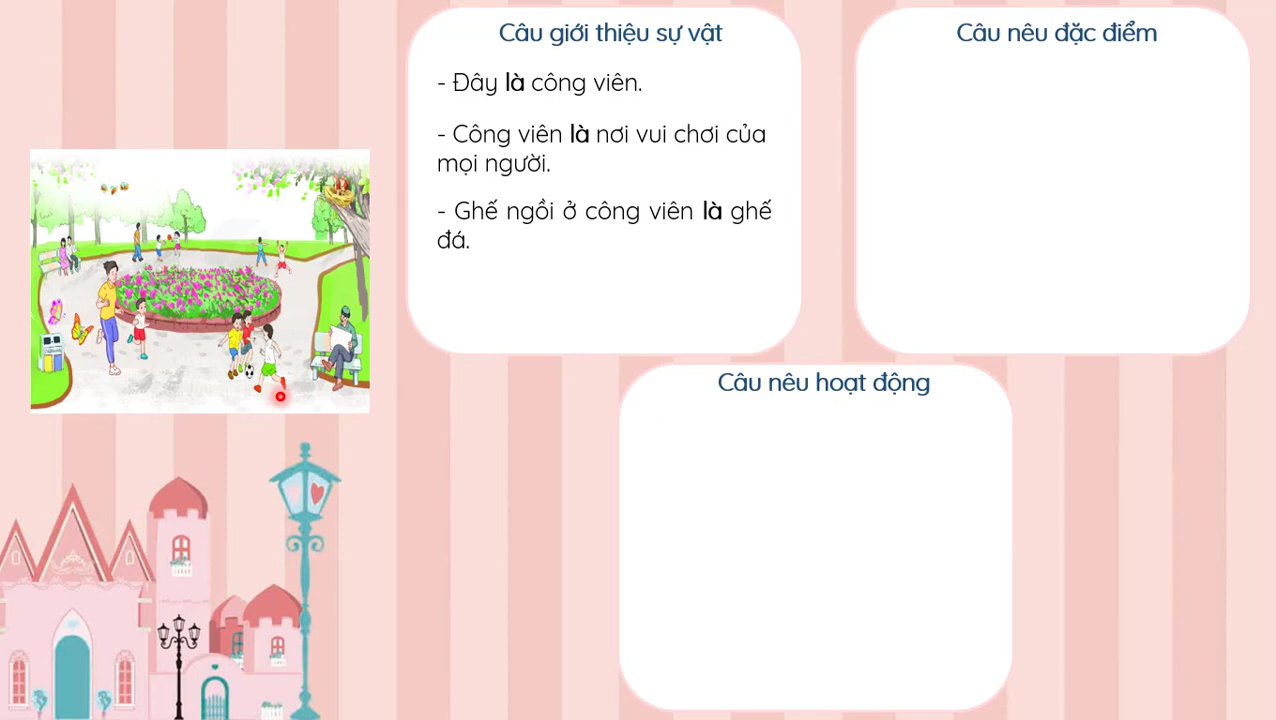 Câu giới thiệu sự vật
- Đây là công viên.
- Công viên là nơi vui chơi của
mọi người.
- Ghế ngồi ở công viên là ghế
đá.
Câu nêu đặc điểm
Câu nêu hoạt động